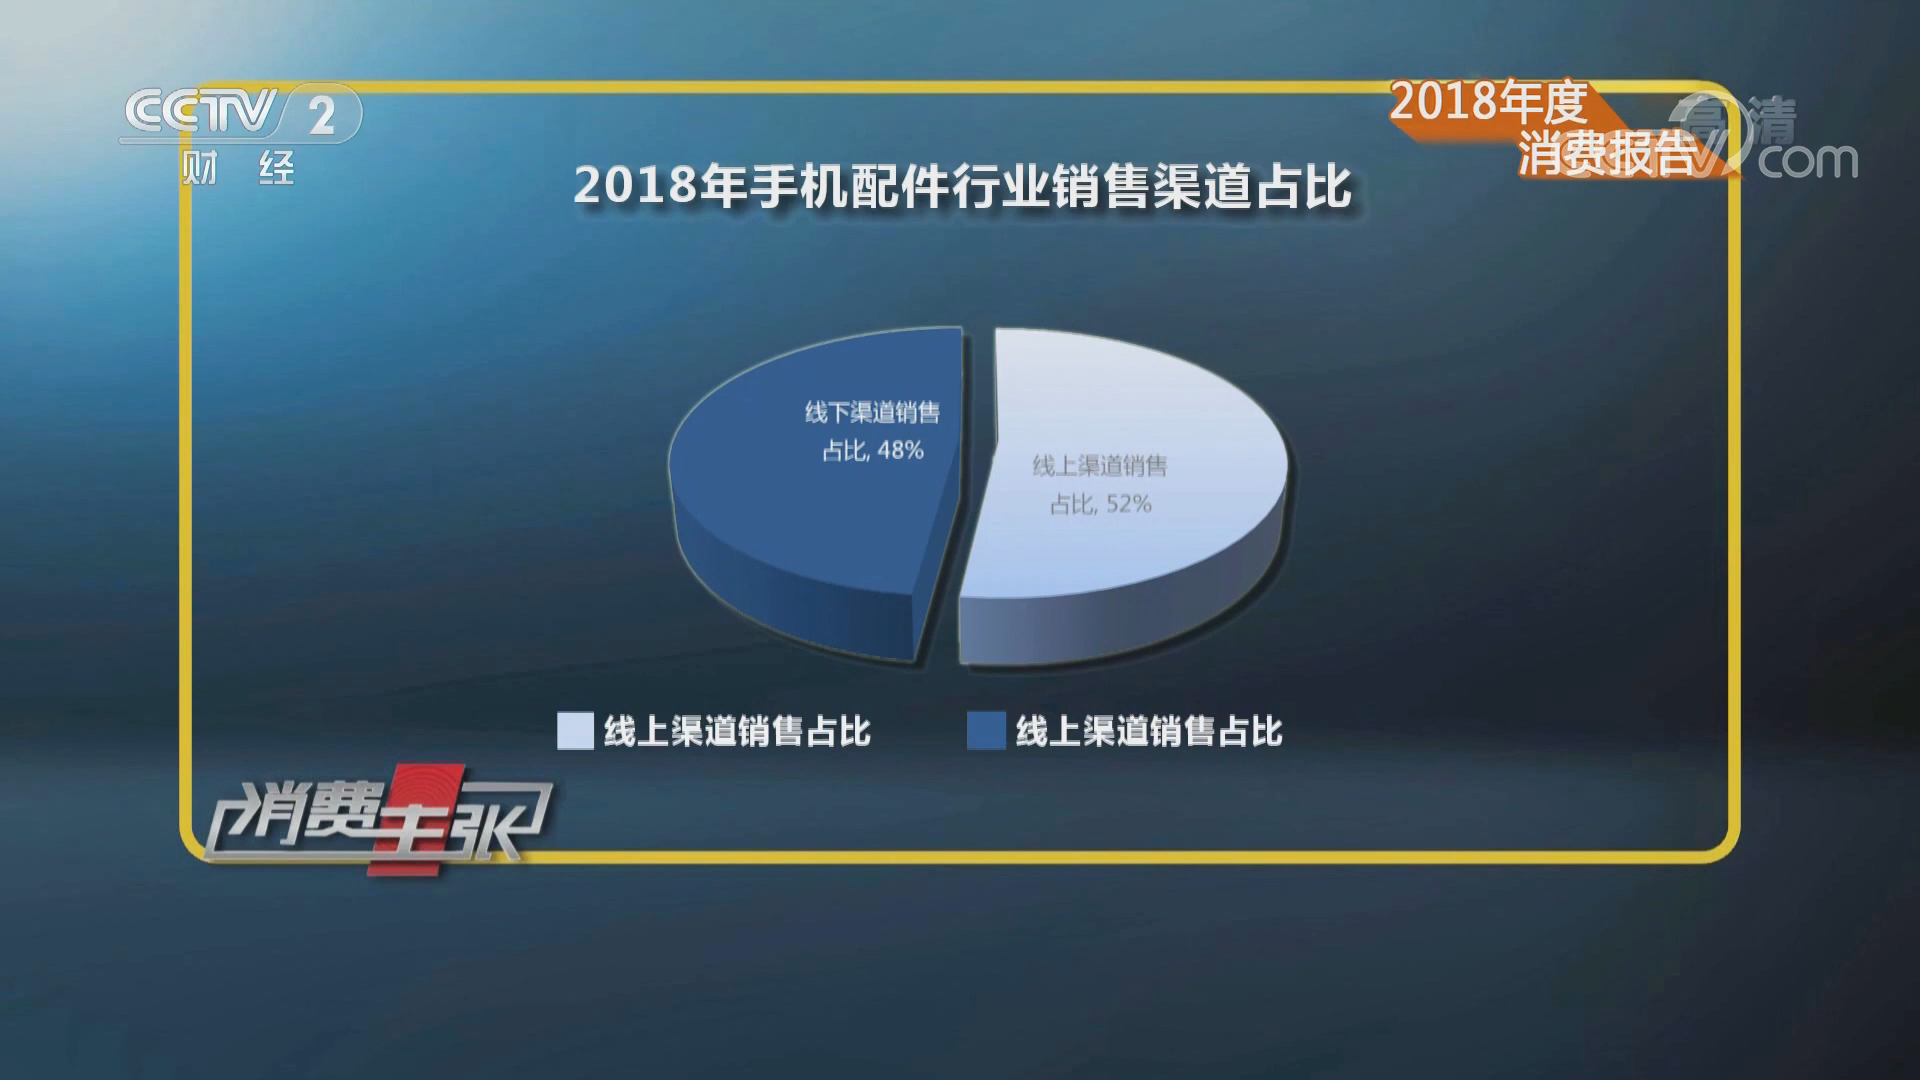 CCTV 2
财 经
2018年度
消费报告
高清
com
2018年手机配件行业销售渠道占比
线下渠道销售
占比, 48%
线上渠道销售
占比, 52%
线上渠道销售占比
线上渠道销售占比
消费主张